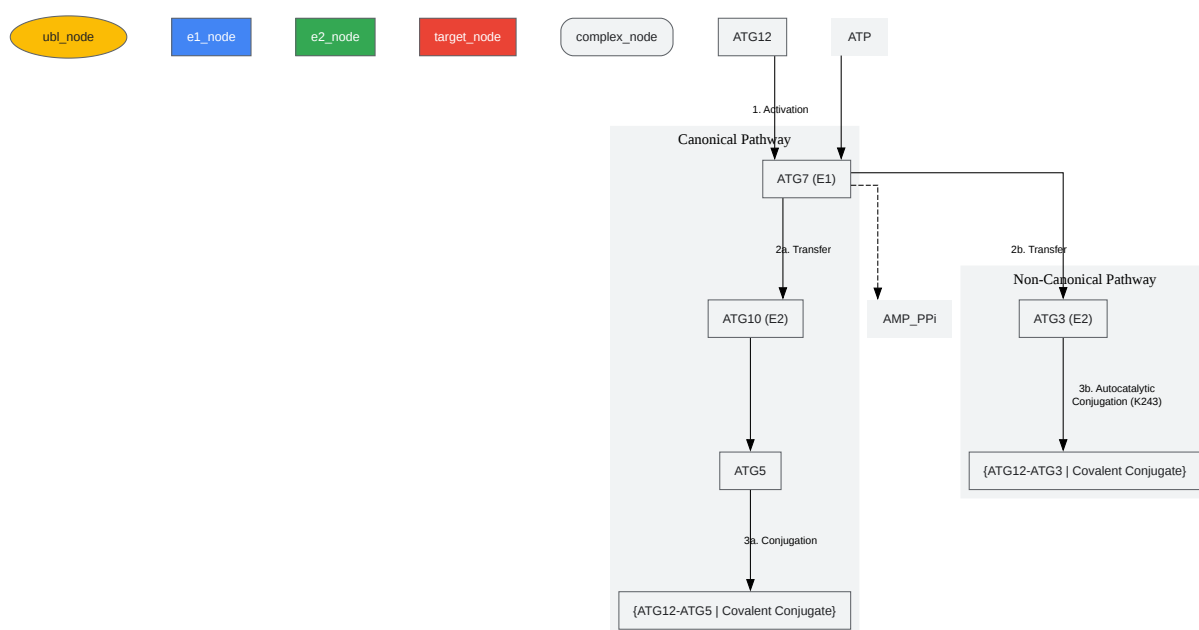 ubl_node
e1_node
e2_node
target_node
complex_node
ATG12
ATP
1. Activation
Canonical Pathway
ATG7 (E1)
2a. Transfer
2b. Transfer
Non-Canonical Pathway
ATG10 (E2)
AMP_PPi
ATG3 (E2)
3b. Autocatalytic
Conjugation (K243)
ATG5
{ATG12-ATG3 | Covalent Conjugate}
3a. Conjugation
{ATG12-ATG5 | Covalent Conjugate}